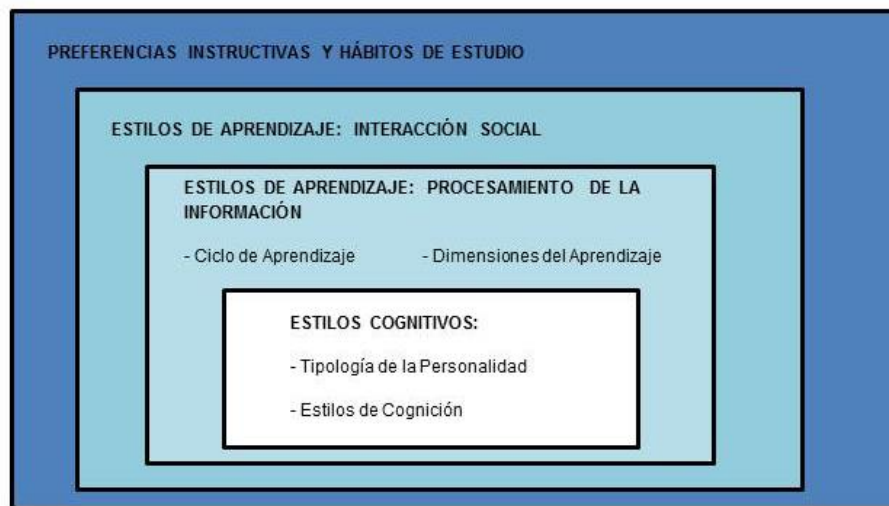 PREFERENCIAS INSTRUCTIVAS Y HÁBITOS DE ESTUDIO
ESTILOS DE APRENDIZAJE: INTERACCIÓN SOCIAL
ESTILOS DE APRENDIZAJE: PROCESAMIENTO DE LA
INFORMACIÓN
- Ciclo de Aprendizaje - Dimensiones del Aprendizaje
ESTILOS COGNITIVOS:
- Tipología de la Personalidad
- Estilos de Cognición